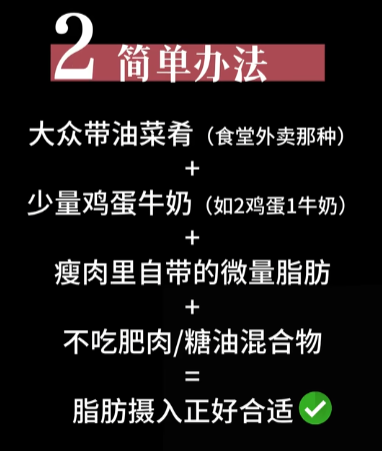 2 简单办法
大众带油菜肴（食堂外卖那种）
+
少量鸡蛋牛奶（如2鸡蛋1牛奶）
+
瘦肉里自带的微量脂肪
+
不吃肥肉/糖油混合物
=
脂肪摄入正好合适